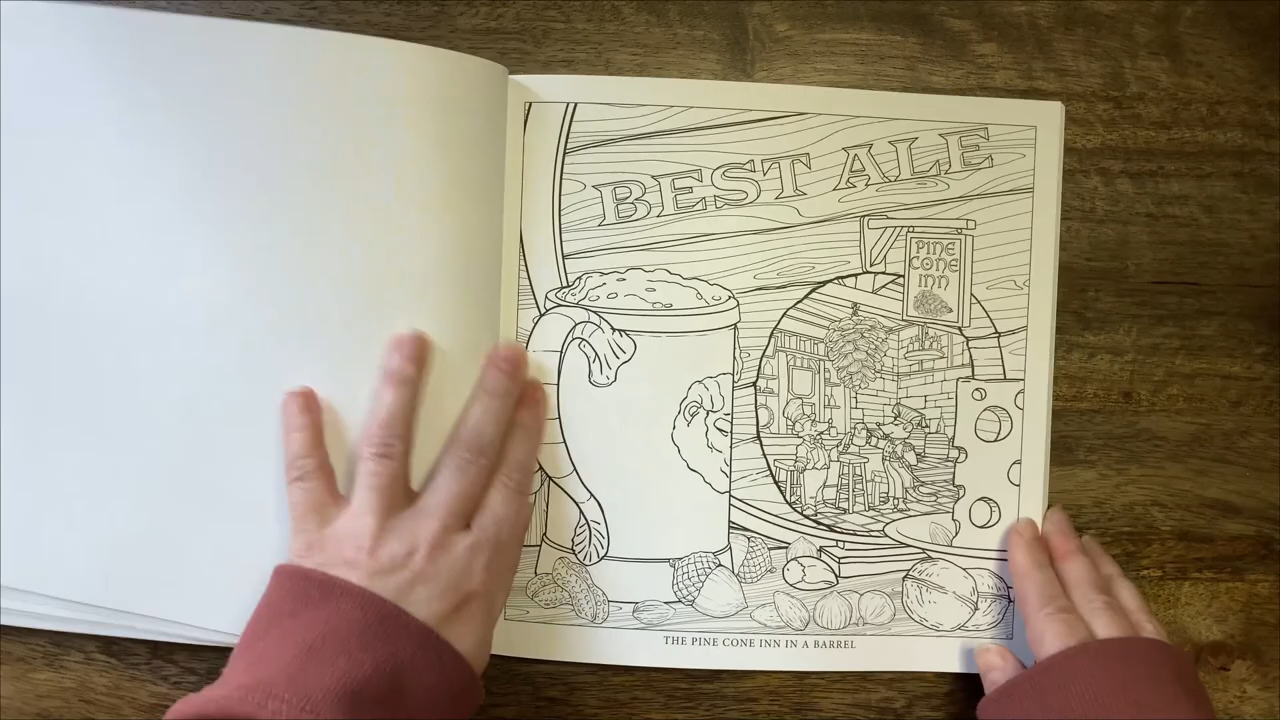 BEST ALE
PINE
CONE
INN
THE PINE CONE INN IN A BARREL